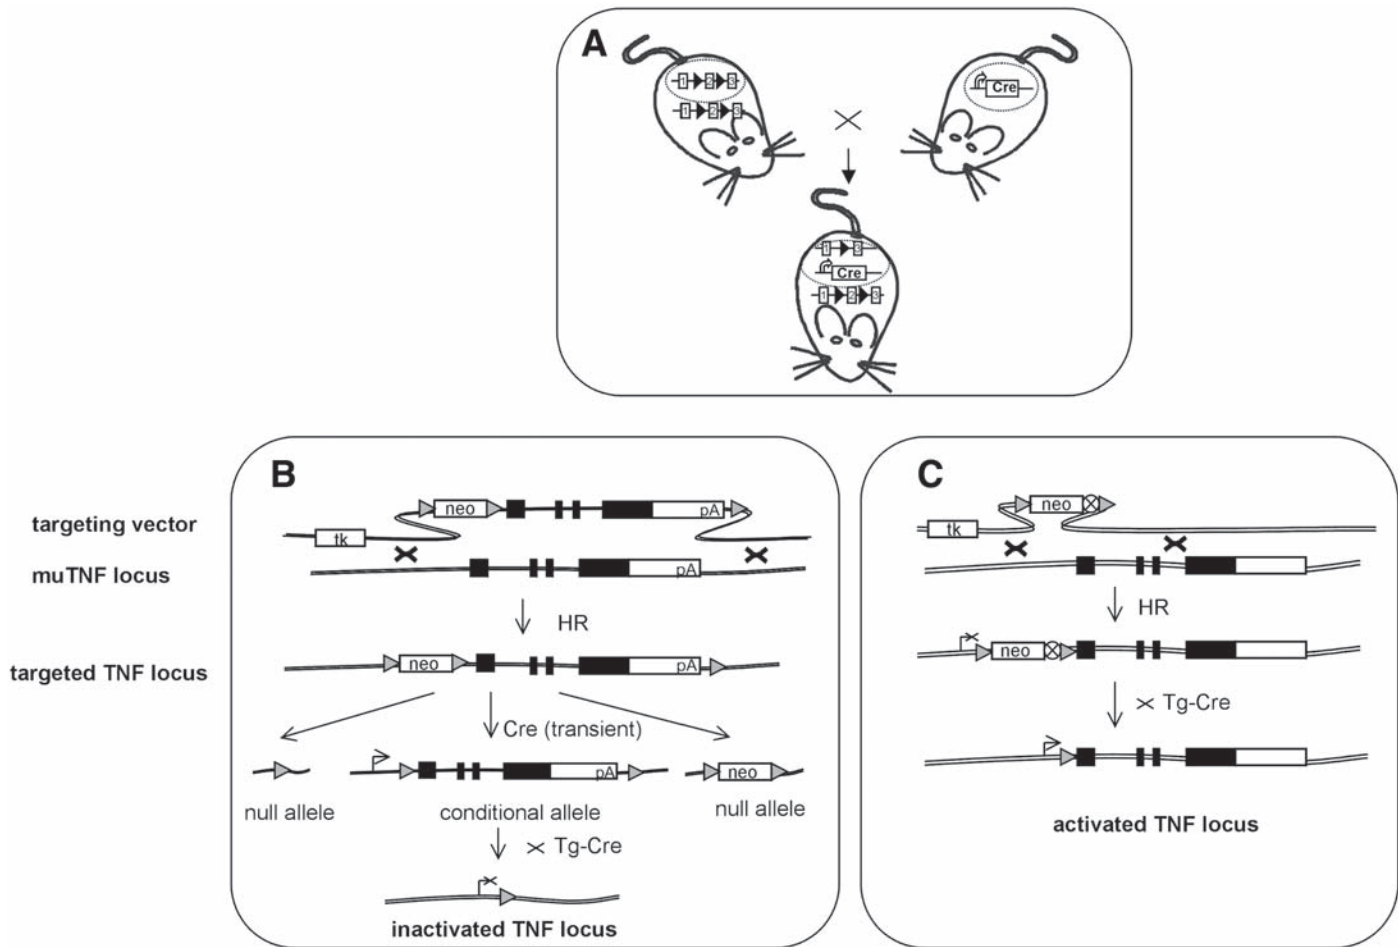 A
1 2 3
1 2 3
Cre
1 3
Cre
1 2 3
B
targeting vector
neo
pA
tk
muTNF locus
pA
HR
targeted TNF locus
neo
pA
Cre (transient)
pA
neo
null allele
conditional allele
null allele
Tg-Cre
inactivated TNF locus
C
neo
tk
HR
neo
Tg-Cre
activated TNF locus